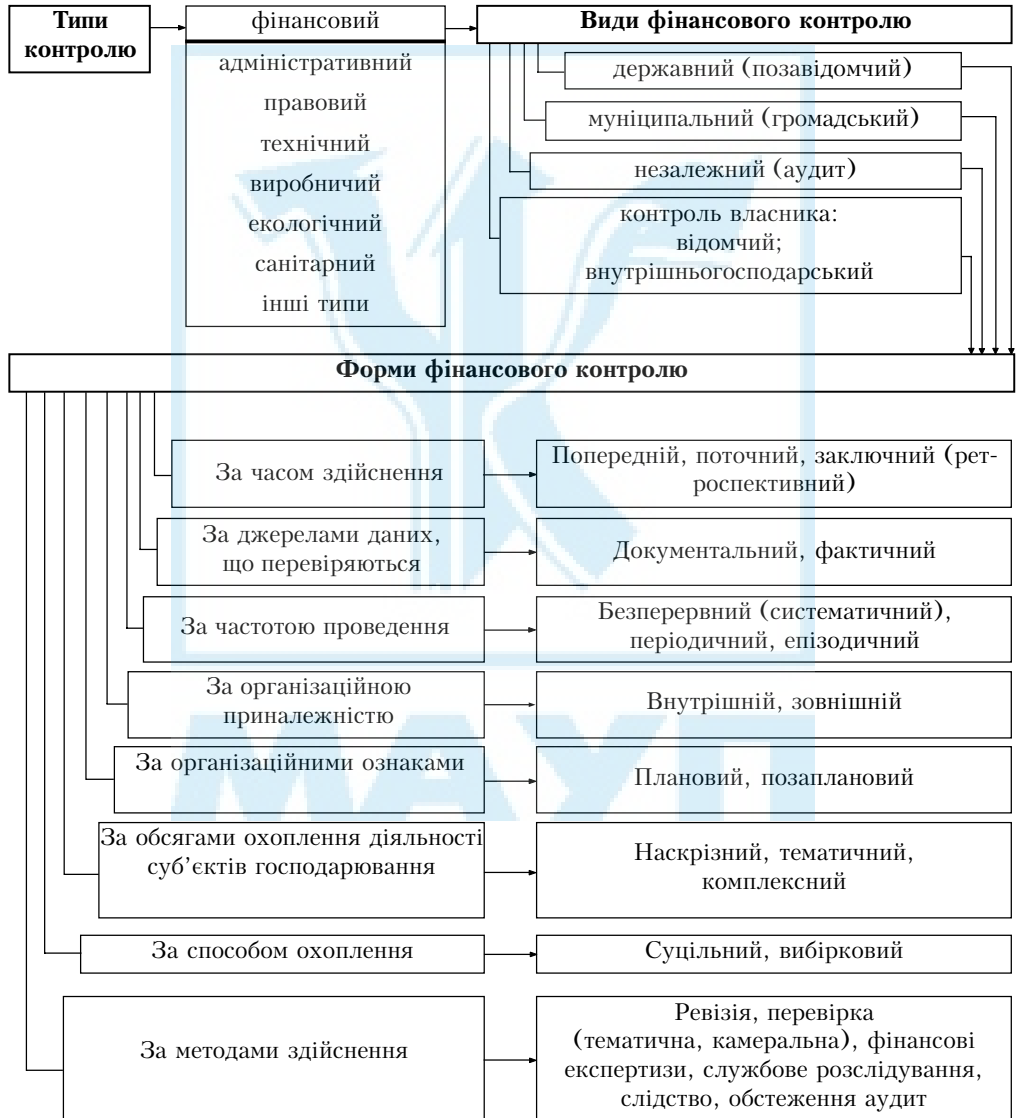 Типи
контролю
фінансовий
адміністративний
правовий
технічний
виробничий
екологічний
санітарний
інші типи
Види фінансового контролю
державний (позавідомчий)
муніципальний (громадський)
незалежний (аудит)
контроль власника:
відомчий;
внутрішньогосподарський
Форми фінансового контролю
За часом здійснення
Попередній, поточний, заключний (рет-
роспективний)
За джерелами даних,
що перевіряються
Документальний, фактичний
За частотою проведення
Безперервний (систематичний),
періодичний, епізодичний
За організаційною
приналежністю
Внутрішній, зовнішній
За організаційними ознаками
Плановий, позаплановий
За обсягами охоплення діяльності
суб’єктів господарювання
Наскрізний, тематичний,
комплексний
За способом охоплення
Суцільний, вибірковий
За методами здійснення
Ревізія, перевірка
(тематична, камеральна), фінансові
експертизи, службове розслідування,
слідство, обстеження аудит
МАУП